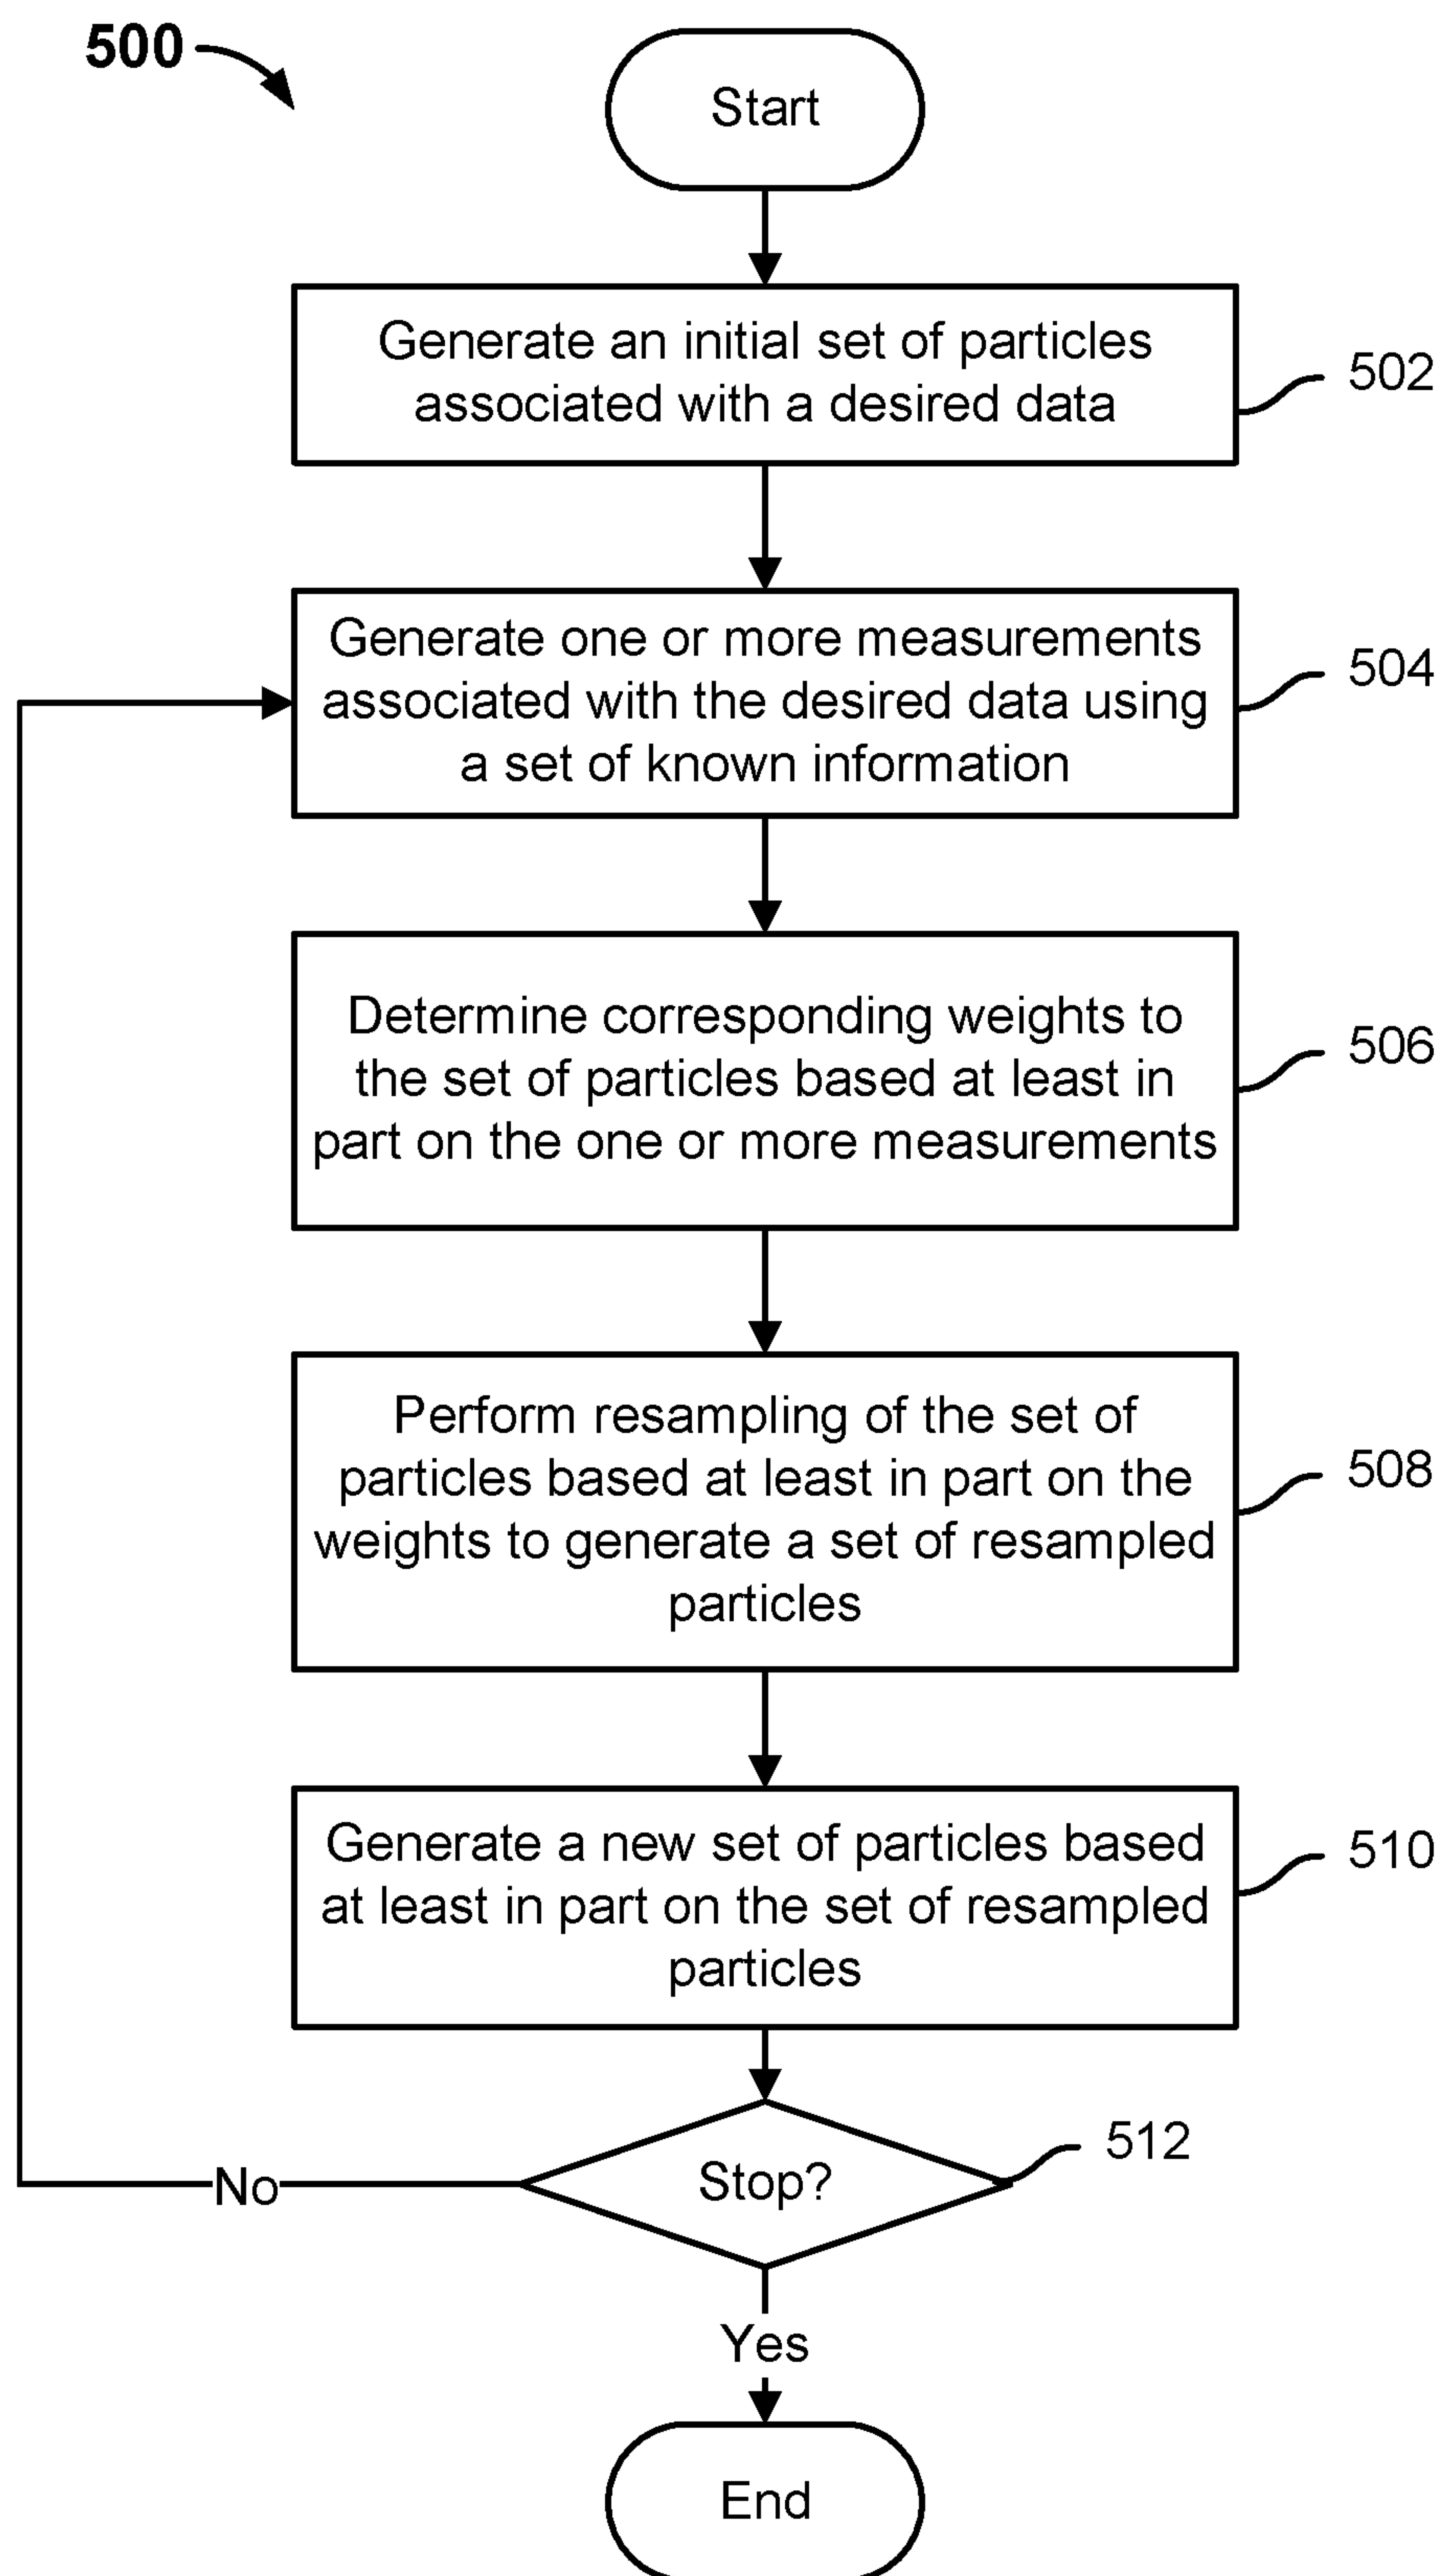 500
Start
Generate an initial set of particles
associated with a desired data
502
Generate one or more measurements
associated with the desired data using
a set of known information
504
Determine corresponding weights to
the set of particles based at least in
part on the one or more measurements
506
Perform resampling of the set of
particles based at least in part on the
weights to generate a set of resampled
particles
508
Generate a new set of particles based
at least in part on the set of resampled
particles
510
Stop?
512
No
Yes
End